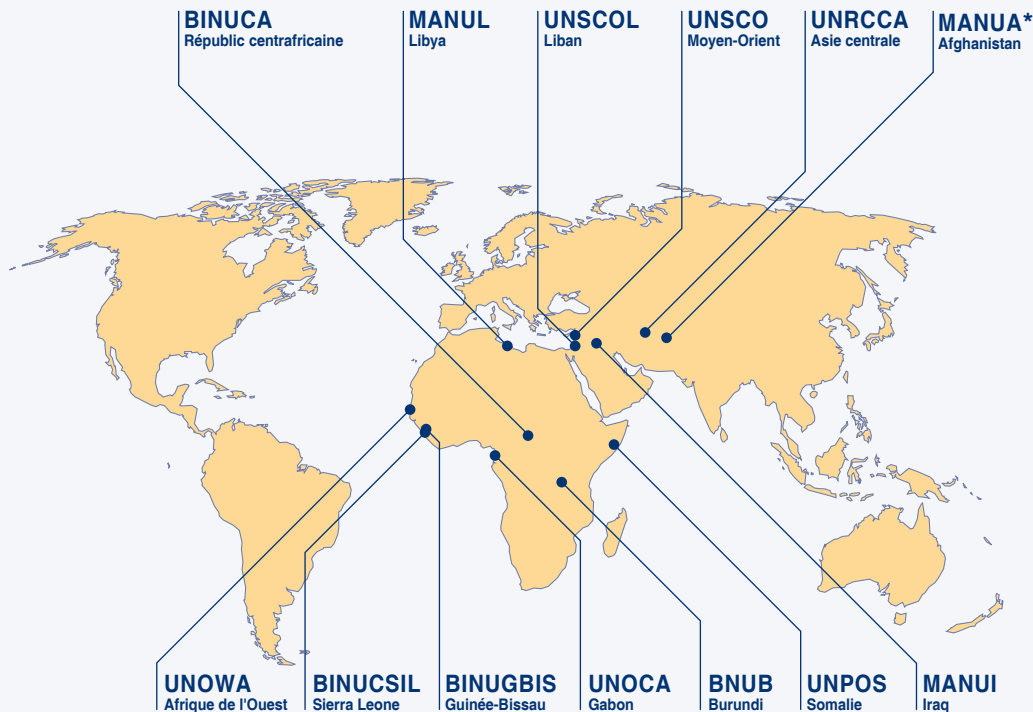 BINUCA
Républic centrafricaine
MANUL
Libya
UNSCOL
Liban
UNSCO
Moyen-Orient
UNRCCA
Asie centrale
MANUA*
Afghanistan
UNOWA
Afrique de l'Ouest
BINUCSIL
Sierra Leone
BINUGBIS
Guinée-Bissau
UNOCA
Gabon
BNUB
Burundi
UNPOS
Somalie
MANUI
Iraq